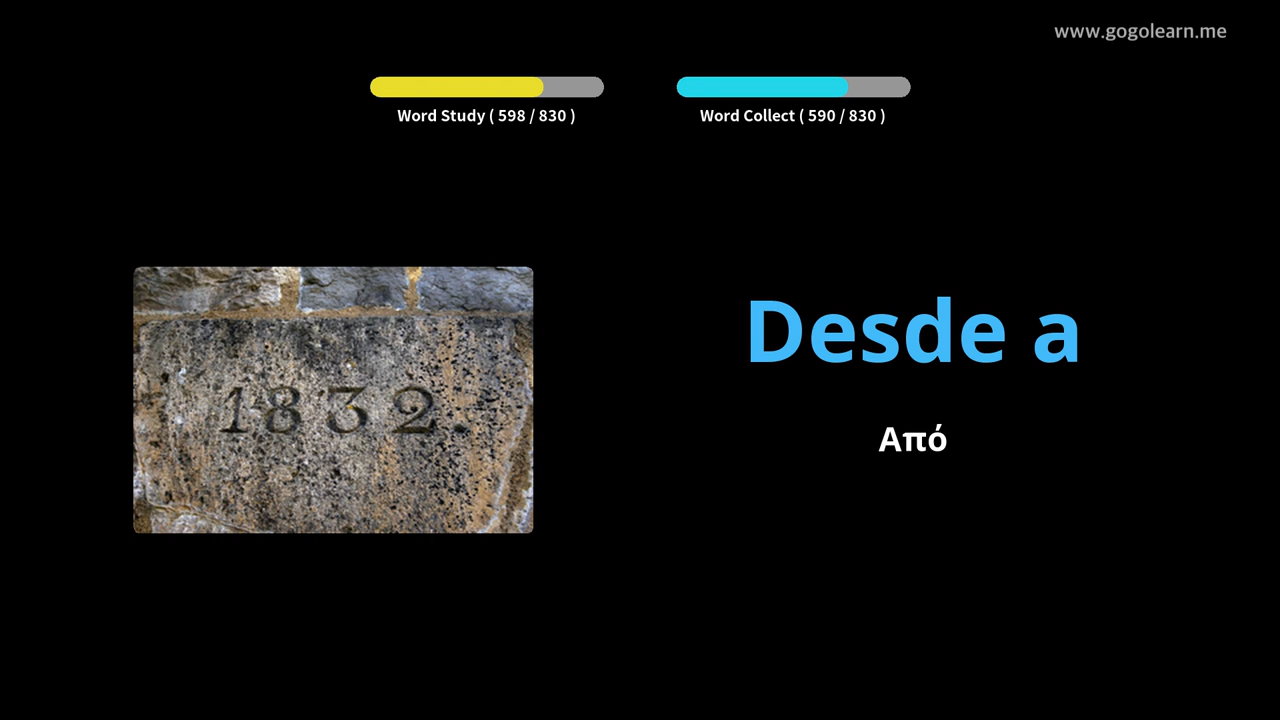 www.gogolearn.me
Word Study ( 598 / 830 )
Word Collect ( 590 / 830 )
1832.
Desde a
Από